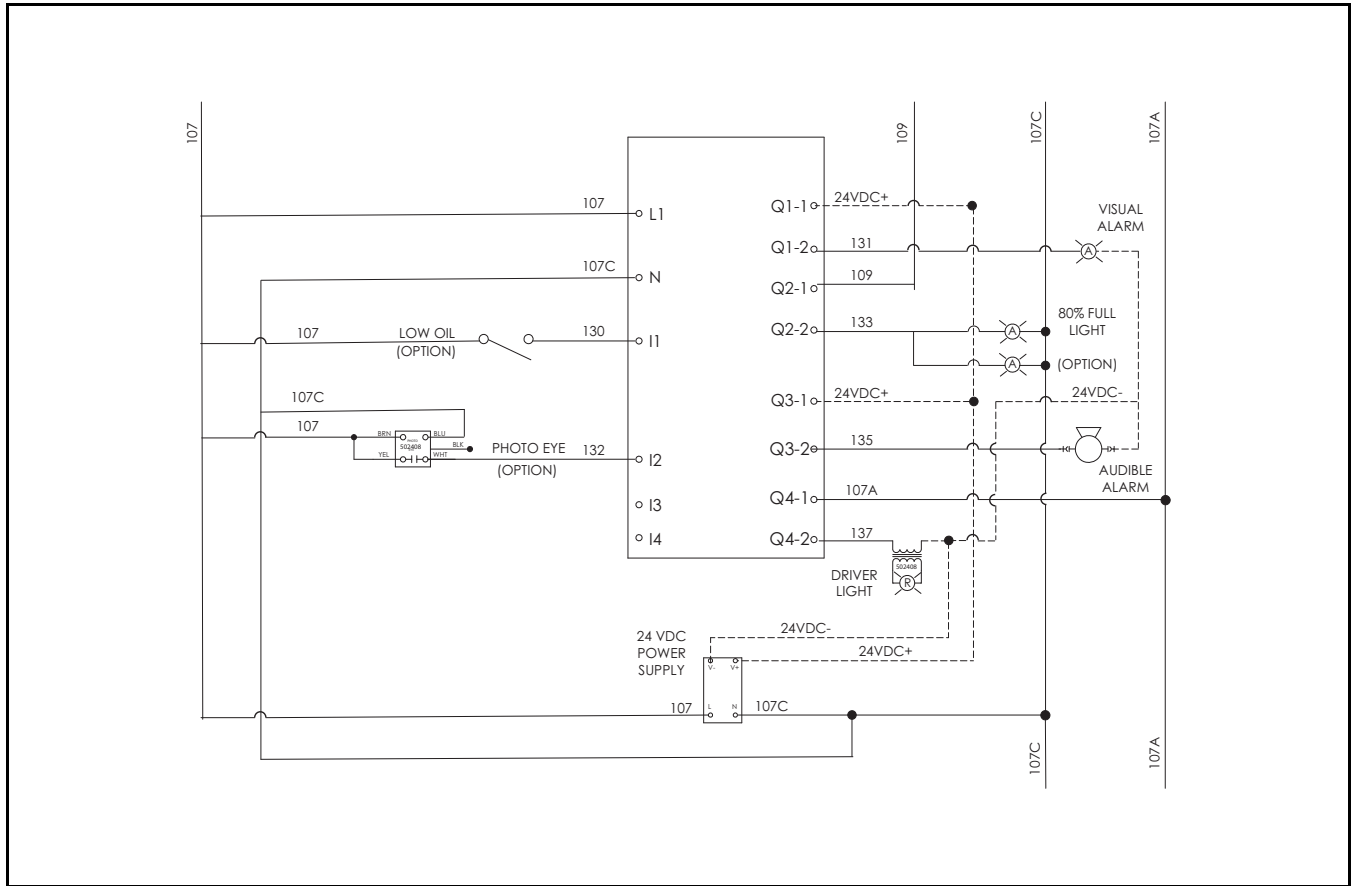 107
109
107C
107A
107
L1
Q1-1
24VDC+
VISUAL
ALARM
107C
N
Q1-2
131
A
Q2-1
109
107
LOW OIL
(OPTION)
130
I1
Q2-2
133
A
80% FULL
LIGHT
A
(OPTION)
107C
Q3-1
24VDC+
24VDC-
107
BRN
PHOTO
BLU
502408
BLK
YEL
WHT
PHOTO EYE
(OPTION)
132
I2
Q3-2
135
AUDIBLE
ALARM
I3
Q4-1
107A
I4
Q4-2
137
502408
DRIVER
LIGHT
R
24 VDC
POWER
SUPPLY
24VDC-
24VDC+
V-
V+
107
L
N
107C
107C
107A